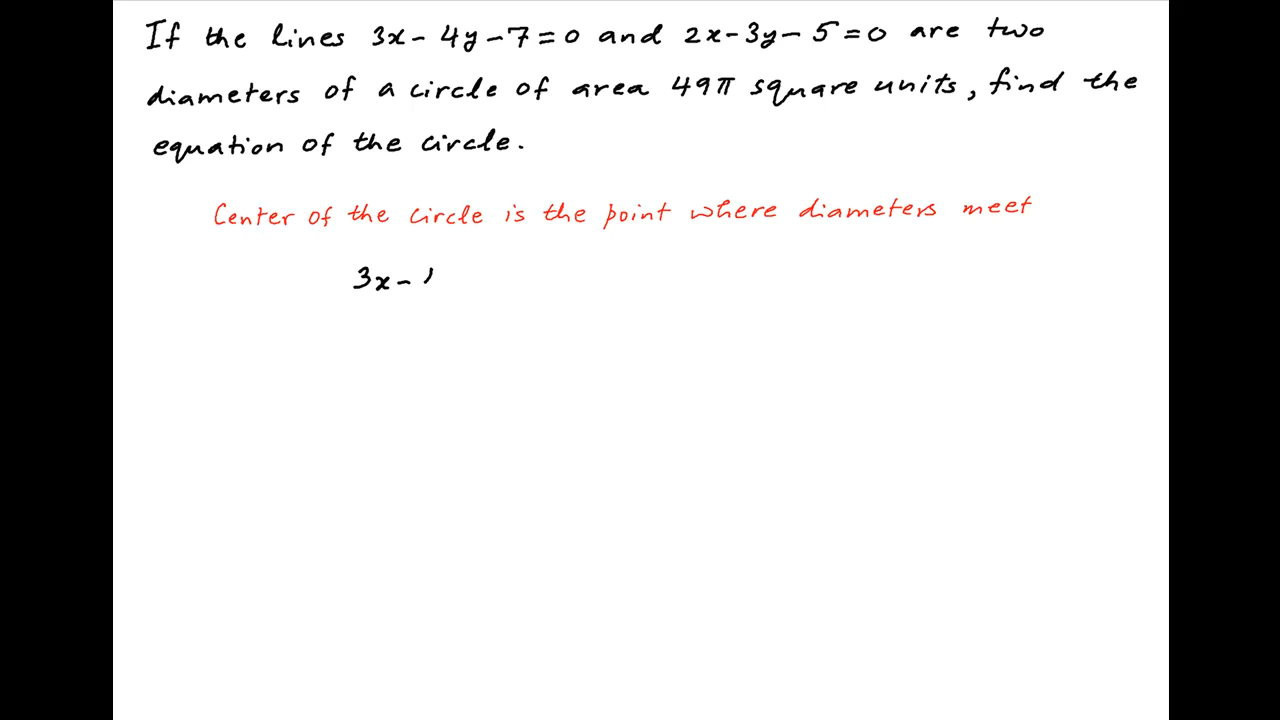 If the lines 3x - 4y - 7 = 0 and 2x - 3y - 5 = 0 are two
diameters of a circle of area 49π square units, find the
equation of the circle.
Center of the circle is the point where diameters meet
3x -